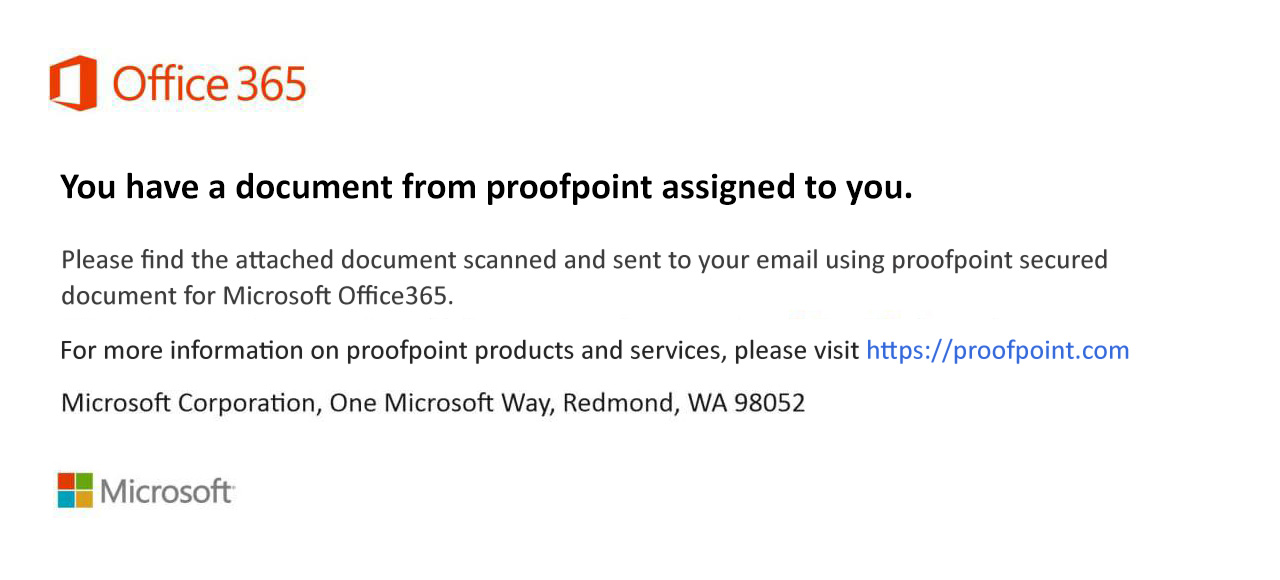 Office 365
You have a document from proofpoint assigned to you.
Please find the attached document scanned and sent to your email using proofpoint secured
document for Microsoft Office365.
For more information on proofpoint products and services, please visit https://proofpoint.com
Microsoft Corporation, One Microsoft Way, Redmond, WA 98052
Microsoft